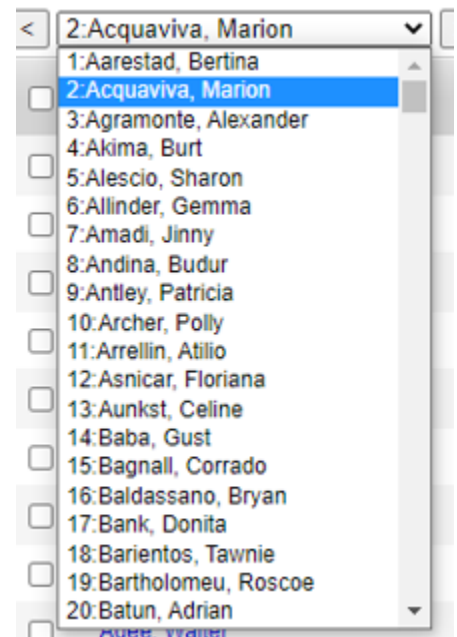 <
2:Acquaviva, Marion
1:Aarestad, Bertina
2:Acquaviva, Marion
3:Agramonte, Alexander
4:Akima, Burt
5:Alescio, Sharon
6:Allinder, Gemma
7:Amadi, Jinny
8:Andina, Budur
9:Antley, Patricia
10:Archer, Polly
11:Arrellin, Atilio
12:Asnicar, Floriana
13:Aunkst, Celine
14:Baba, Gust
15:Bagnall, Corrado
16:Baldassano, Bryan
17:Bank, Donita
18:Barientos, Tawnie
19:Bartholomeu, Roscoe
20:Batun, Adrian